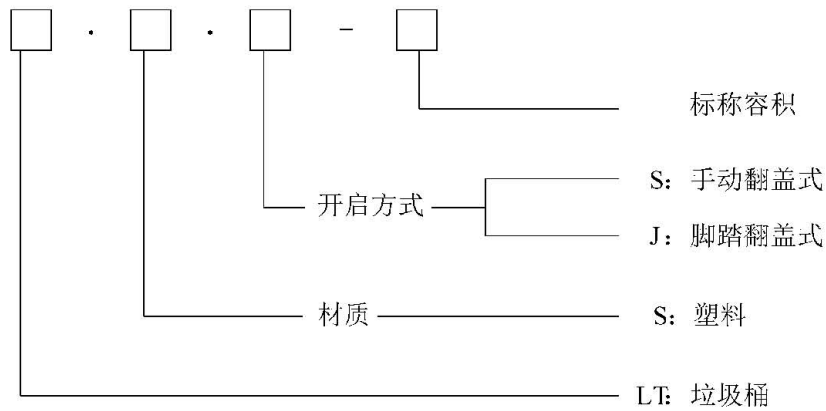 □ · □ · □ - □
标称容积
S：手动翻盖式
开启方式
J：脚踏翻盖式
材质 S：塑料
LT：垃圾桶